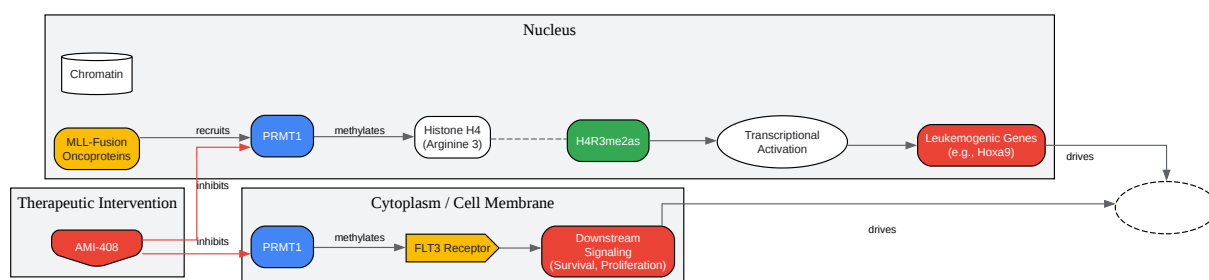 Nucleus
Chromatin
MLL-Fusion
Oncoproteins
recruits
PRMT1
methylates
Histone H4
(Arginine 3)
H4R3me2as
Transcriptional
Activation
Leukemogenic Genes
(e.g., Hoxa9)
drives
inhibits
Therapeutic Intervention
AMI-408
inhibits
Cytoplasm / Cell Membrane
PRMT1
methylates
FLT3 Receptor
Downstream
Signaling
(Survival, Proliferation)
drives